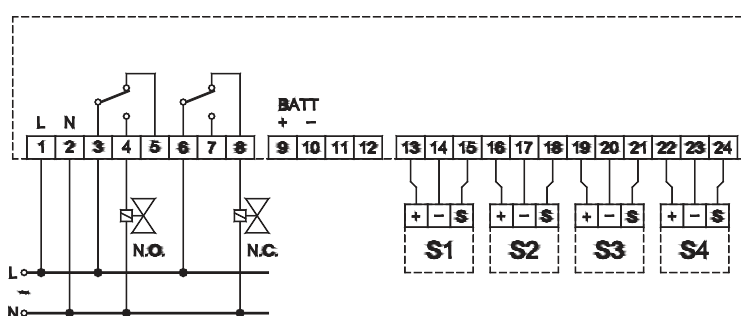 BATT
L N + −
1 2 3 4 5 6 7 8 9 10 11 12 13 14 15 16 17 18 19 20 21 22 23 24
+ − S + − S + − S + − S
S1 S2 S3 S4
N.O. N.C.
L
~
N